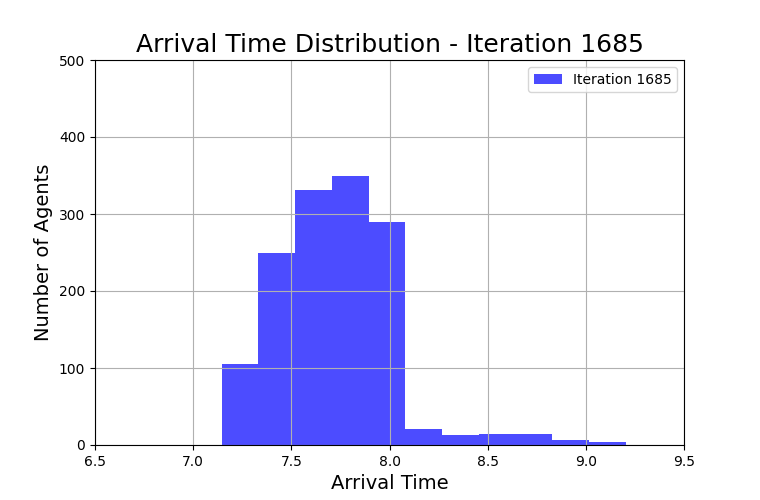 Arrival Time Distribution - Iteration 1685
Iteration 1685
Number of Agents
500
400
300
200
100
0
6.5 7.0 7.5 8.0 8.5 9.0 9.5
Arrival Time